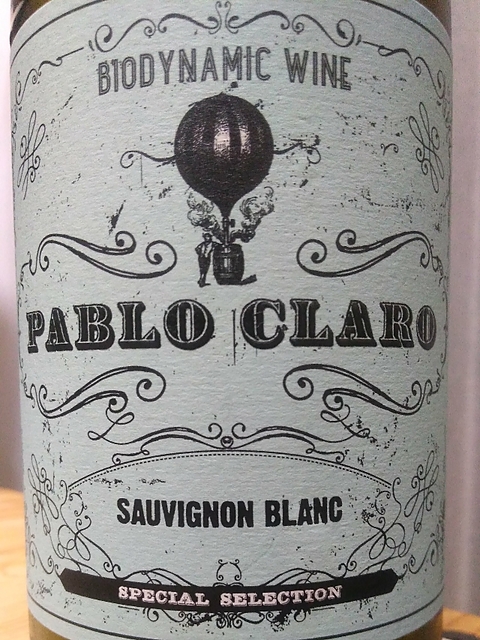 BIODYNAMIC WINE
PABLO CLARO
SAUVIGNON BLANC
SPECIAL SELECTION